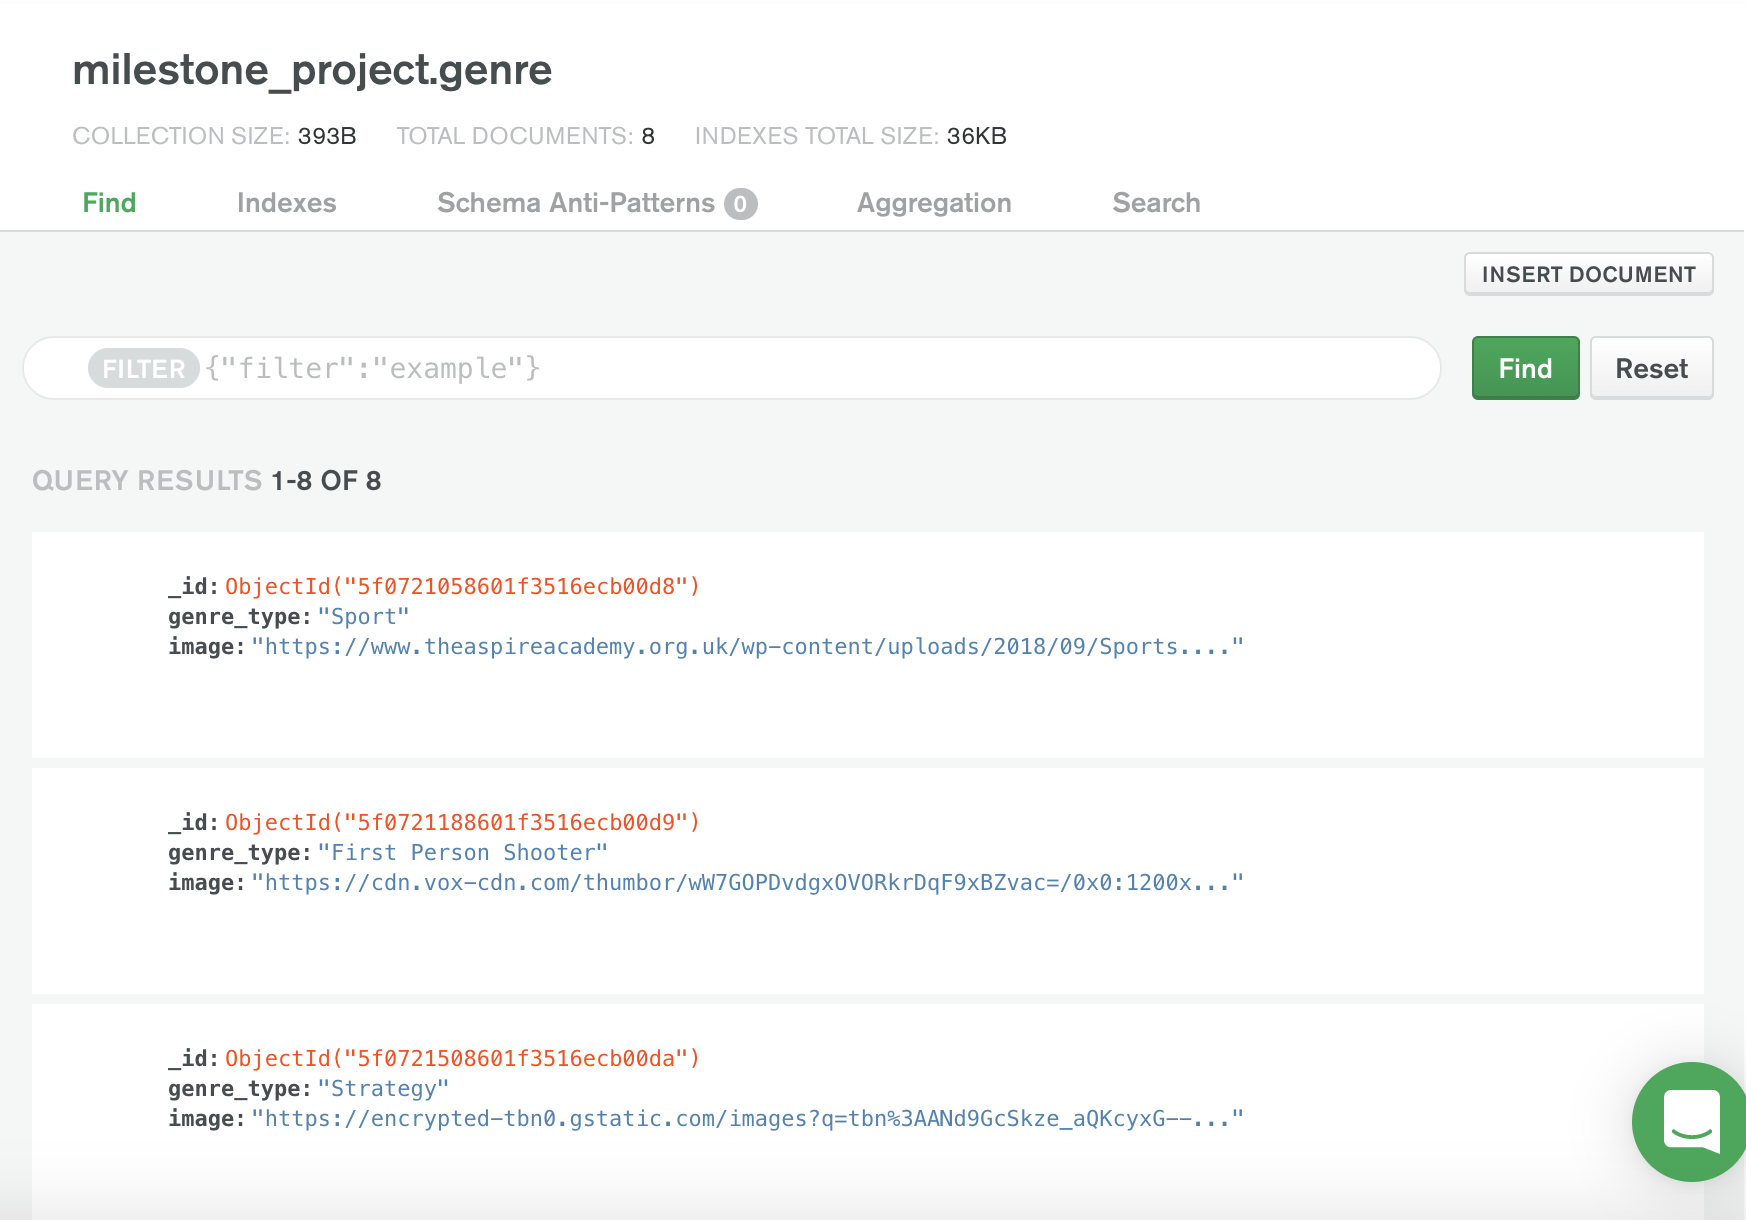 milestone_project.genre
COLLECTION SIZE: 393B TOTAL DOCUMENTS: 8 INDEXES TOTAL SIZE: 36KB
Find Indexes Schema Anti-Patterns 0 Aggregation Search
INSERT DOCUMENT
FILTER {"filter":"example"} Find Reset
QUERY RESULTS 1-8 OF 8
_id: ObjectId("5f0721058601f3516ecb00d8")
genre_type: "Sport"
image: "https://www.theaspireacademy.org.uk/wp-content/uploads/2018/09/Sports...."
_id: ObjectId("5f0721188601f3516ecb00d9")
genre_type: "First Person Shooter"
image: "https://cdn.vox-cdn.com/thumbor/wW7GOPDvdgxOVORkrDqF9xBZvac=/0x0:1200x..."
_id: ObjectId("5f0721508601f3516ecb00da")
genre_type: "Strategy"
image: "https://encrypted-tbn0.gstatic.com/images?q=tbn%3AANd9GcSkze_aQKcyxG--..."